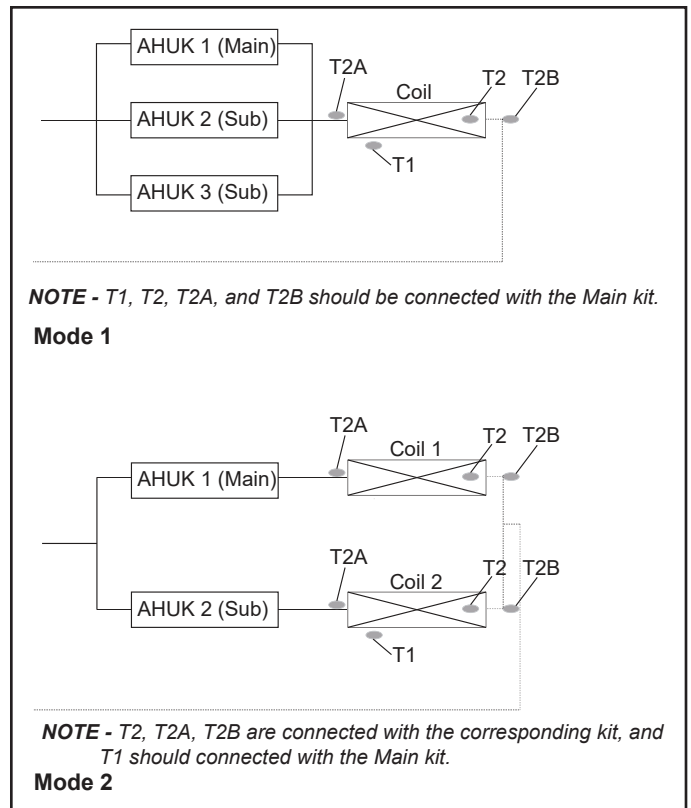 AHUK 1 (Main)
T2A
Coil
T2
T2B
AHUK 2 (Sub)
T1
AHUK 3 (Sub)
NOTE - T1, T2, T2A, and T2B should be connected with the Main kit.
Mode 1
T2A
Coil 1
T2
T2B
AHUK 1 (Main)
T2A
Coil 2
T2
T2B
AHUK 2 (Sub)
T1
NOTE - T2, T2A, T2B are connected with the corresponding kit, and
T1 should connected with the Main kit.
Mode 2